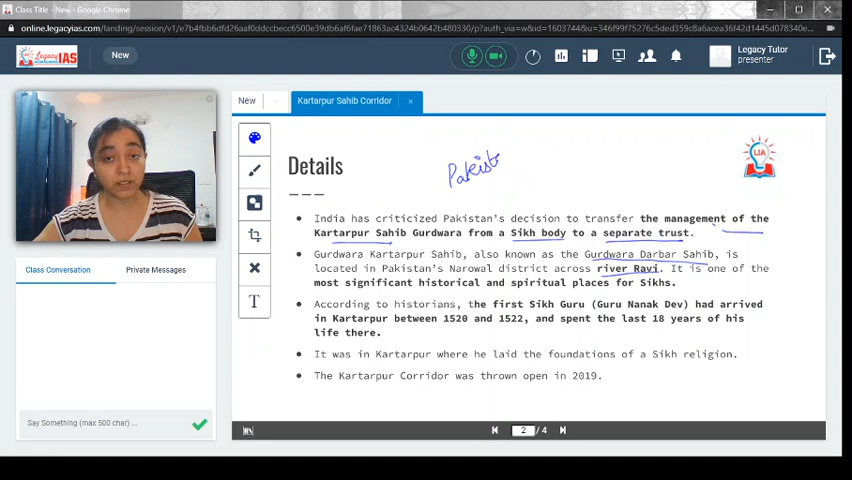 Class Title - New - Google Chrome
online.legacyias.com/landing/session/v1/e7b4fbb6dfd26aaf0ddccbecc6500e39db6af6fae71863ac4324b0642b480330/p?auth_via=w&id=1603744&u=346f99f75276c5ded359c8a6acea36f42d1445d078340e...
Legacy IAS
New
Legacy Tutor
presenter
New
Kartarpur Sahib Corridor
Details
Pakist
LIA
India has criticized Pakistan's decision to transfer the management of the
Kartarpur Sahib Gurdwara from a Sikh body to a separate trust.
Gurdwara Kartarpur Sahib, also known as the Gurdwara Darbar Sahib, is
located in Pakistan's Narowal district across river Ravi. It is one of the
most significant historical and spiritual places for Sikhs.
According to historians, the first Sikh Guru (Guru Nanak Dev) had arrived
in Kartarpur between 1520 and 1522, and spent the last 18 years of his
life there.
It was in Kartarpur where he laid the foundations of a Sikh religion.
The Kartarpur Corridor was thrown open in 2019.
Class Conversation
Private Messages
Say Something (max 500 char) ...
2 / 4